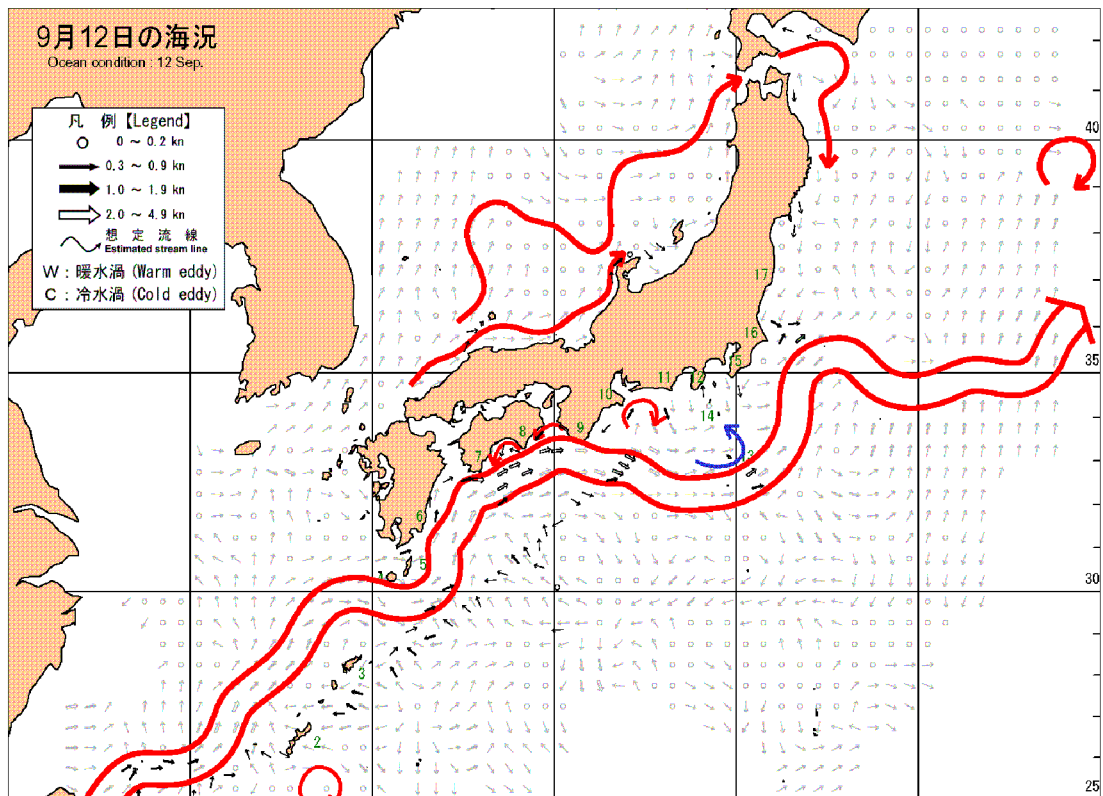 9月12日の海況
Ocean condition : 12 Sep.
凡 例【Legend】
0 ～ 0.2 kn
0.3 ～ 0.9 kn
1.0 ～ 1.9 kn
2.0 ～ 4.9 kn
想 定 流 線
Estimated stream line
W : 暖水渦 (Warm eddy)
C : 冷水渦 (Cold eddy)
40
17
16
15
35
11
12
10
14
9
8
7
13
6
5
30
3
2
25